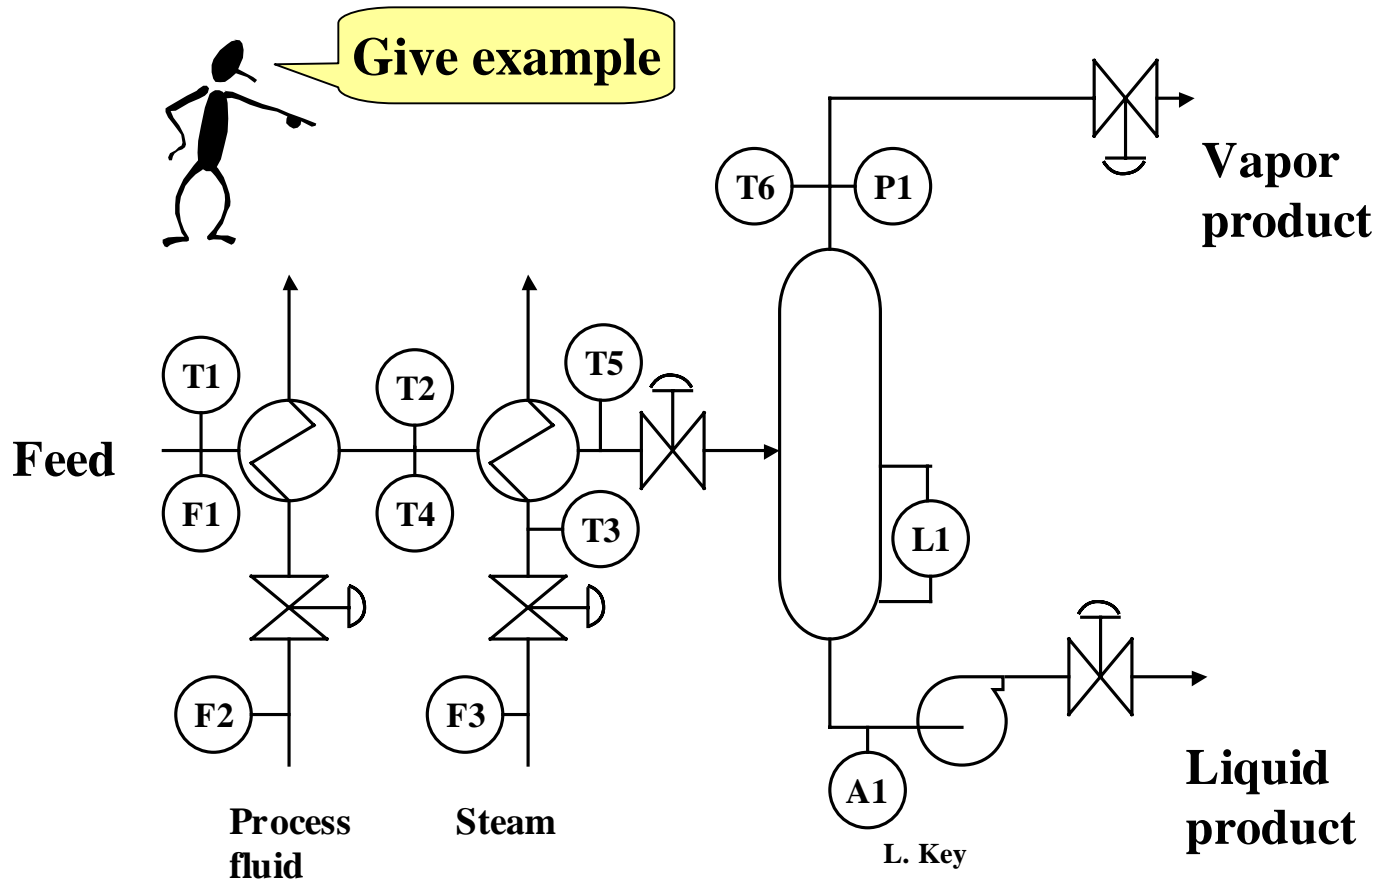 Give example
Vapor
product
T6
P1
T1
T2
T5
Feed
F1
T4
T3
L1
F2
F3
A1
Liquid
product
Process
fluid
Steam
L. Key